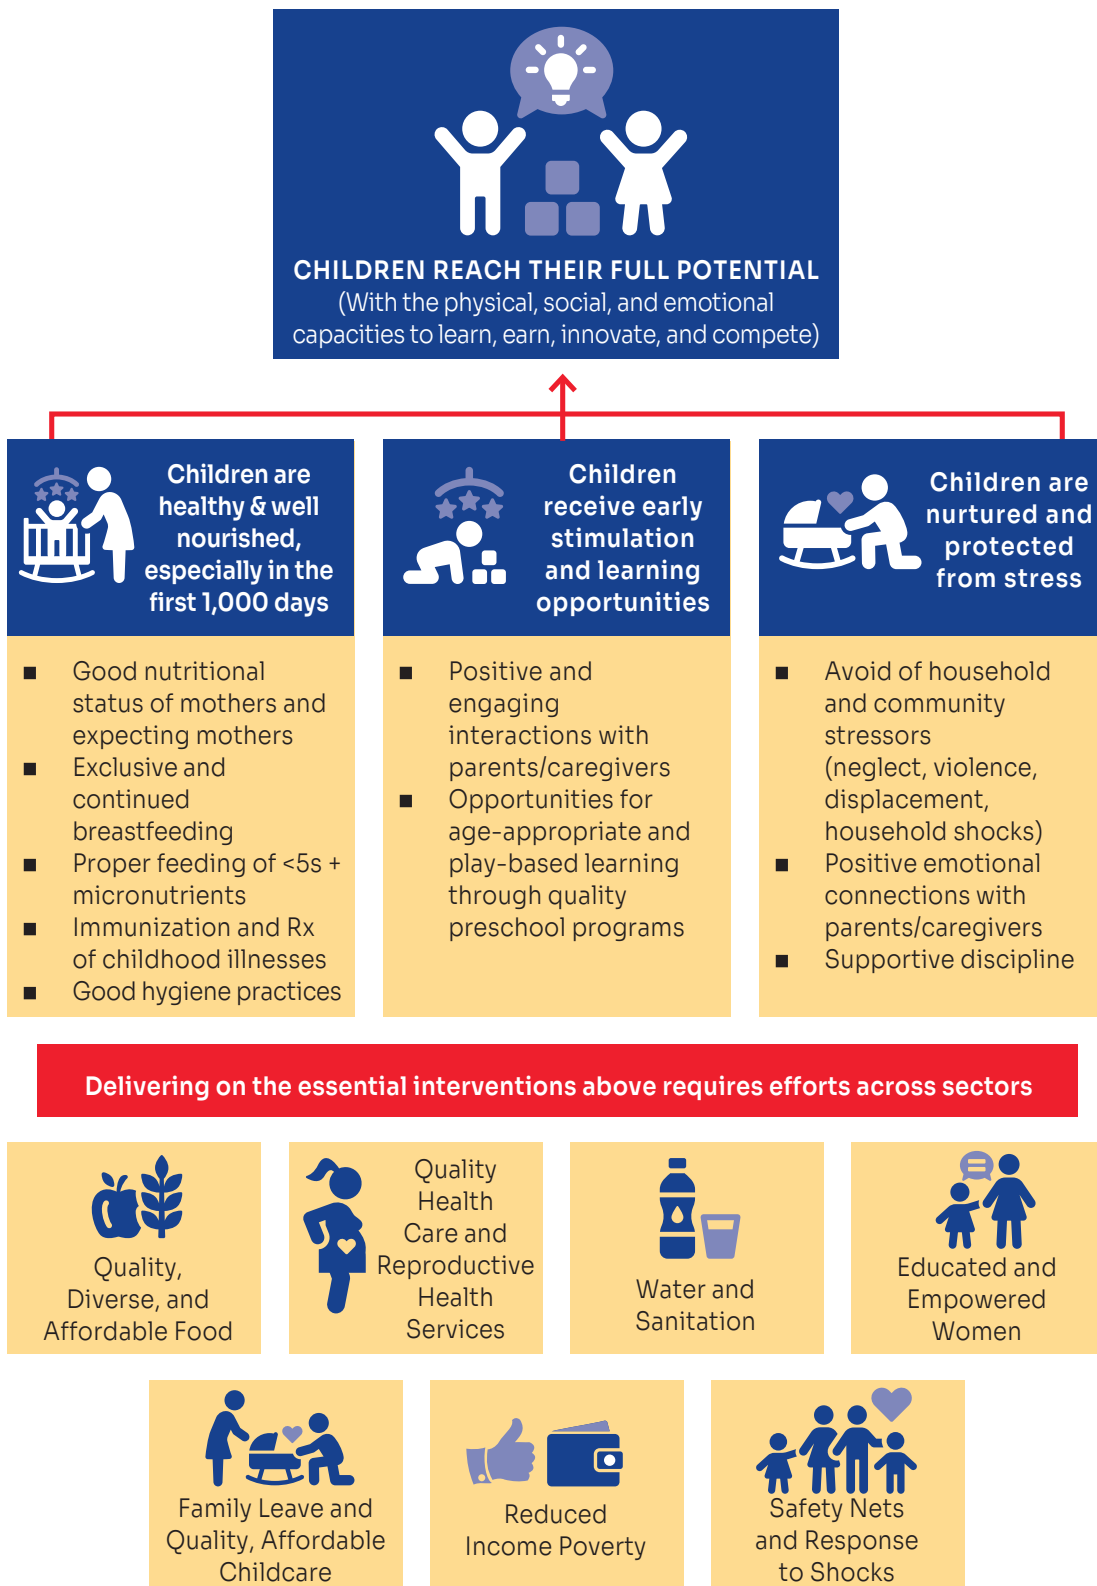 CHILDREN REACH THEIR FULL POTENTIAL
(With the physical, social, and emotional
capacities to learn, earn, innovate, and compete)
Children are
healthy & well
nourished,
especially in the
first 1,000 days
Children
receive early
stimulation
and learning
opportunities
Children are
nurtured and
protected
from stress
■ Good nutritional
status of mothers and
expecting mothers
■ Exclusive and
continued
breastfeeding
■ Proper feeding of <5s +
micronutrients
■ Immunization and Rx
of childhood illnesses
■ Good hygiene practices
■ Positive and
engaging
interactions with
parents/caregivers
■ Opportunities for
age-appropriate and
play-based learning
through quality
preschool programs
■ Avoid of household
and community
stressors
(neglect, violence,
displacement,
household shocks)
■ Positive emotional
connections with
parents/caregivers
■ Supportive discipline
Delivering on the essential interventions above requires efforts across sectors
Quality,
Diverse, and
Affordable Food
Quality
Health
Care and
Reproductive
Health
Services
Water and
Sanitation
Educated and
Empowered
Women
Family Leave and
Quality, Affordable
Childcare
Reduced
Income Poverty
Safety Nets
and Response
to Shocks